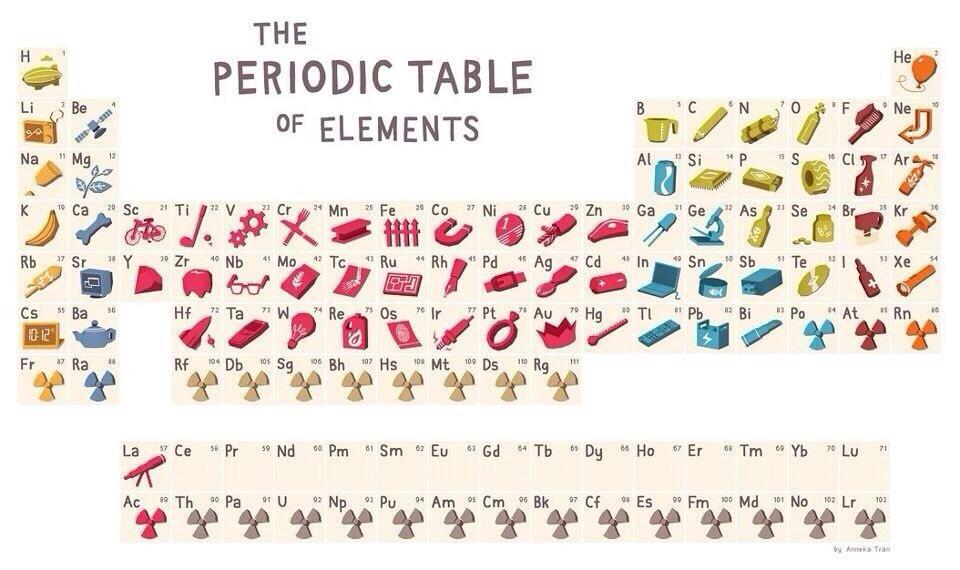 THE
PERIODIC TABLE
OF ELEMENTS
H 1 He 2
Li 3 Be 4 B 5 C 6 N 7 O 8 F 9 Ne 10
Na 11 Mg 12 Al 13 Si 14 P 15 S 16 Cl 17 Ar 18
K 19 Ca 20 Sc 21 Ti 22 V 23 Cr 24 Mn 25 Fe 26 Co 27 Ni 28 Cu 29 Zn 30 Ga 31 Ge 32 As 33 Se 34 Br 35 Kr 36
Rb 37 Sr 38 Y 39 Zr 40 Nb 41 Mo 42 Tc 43 Ru 44 Rh 45 Pd 46 Ag 47 Cd 48 In 49 Sn 50 Sb 51 Te 52 I 53 Xe 54
Cs 55 Ba 56 Hf 72 Ta 73 W 74 Re 75 Os 76 Ir 77 Pt 78 Au 79 Hg 80 Tl 81 Pb 82 Bi 83 Po 84 At 85 Rn 86
10:12
Fr 87 Ra 88 Rf 104 Db 105 Sg 106 Bh 107 Hs 108 Mt 109 Ds 110 Rg 111
La 57 Ce 58 Pr 59 Nd 60 Pm 61 Sm 62 Eu 63 Gd 64 Tb 65 Dy 66 Ho 67 Er 68 Tm 69 Yb 70 Lu 71
Ac 89 Th 90 Pa 91 U 92 Np 93 Pu 94 Am 95 Cm 96 Bk 97 Cf 98 Es 99 Fm 100 Md 101 No 102 Lr 103
by Anneka Tran